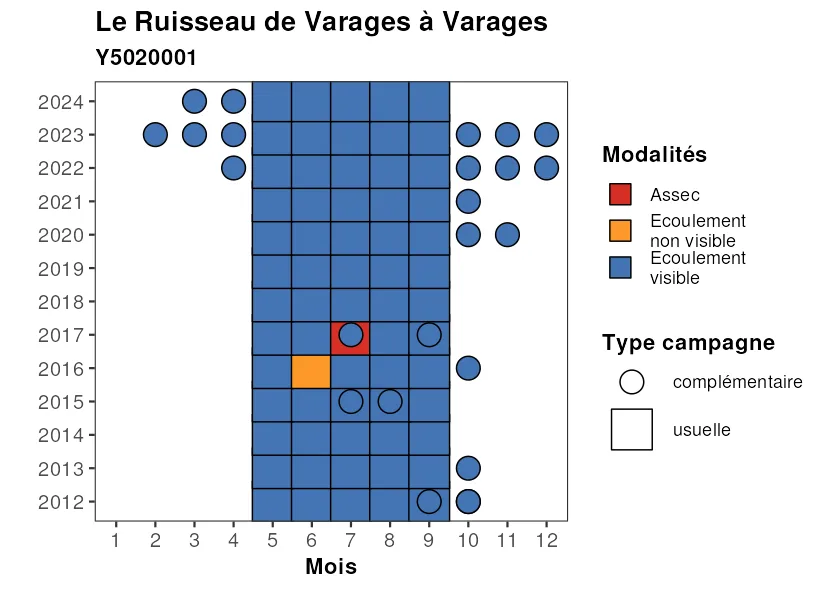 Le Ruisseau de Varages à Varages
Y5020001
2024
2023
2022
2021
2020
2019
2018
2017
2016
2015
2014
2013
2012
1 2 3 4 5 6 7 8 9 10 11 12
Mois
Modalités
Assec
Ecoulement
non visible
Ecoulement
visible
Type campagne
complémentaire
usuelle